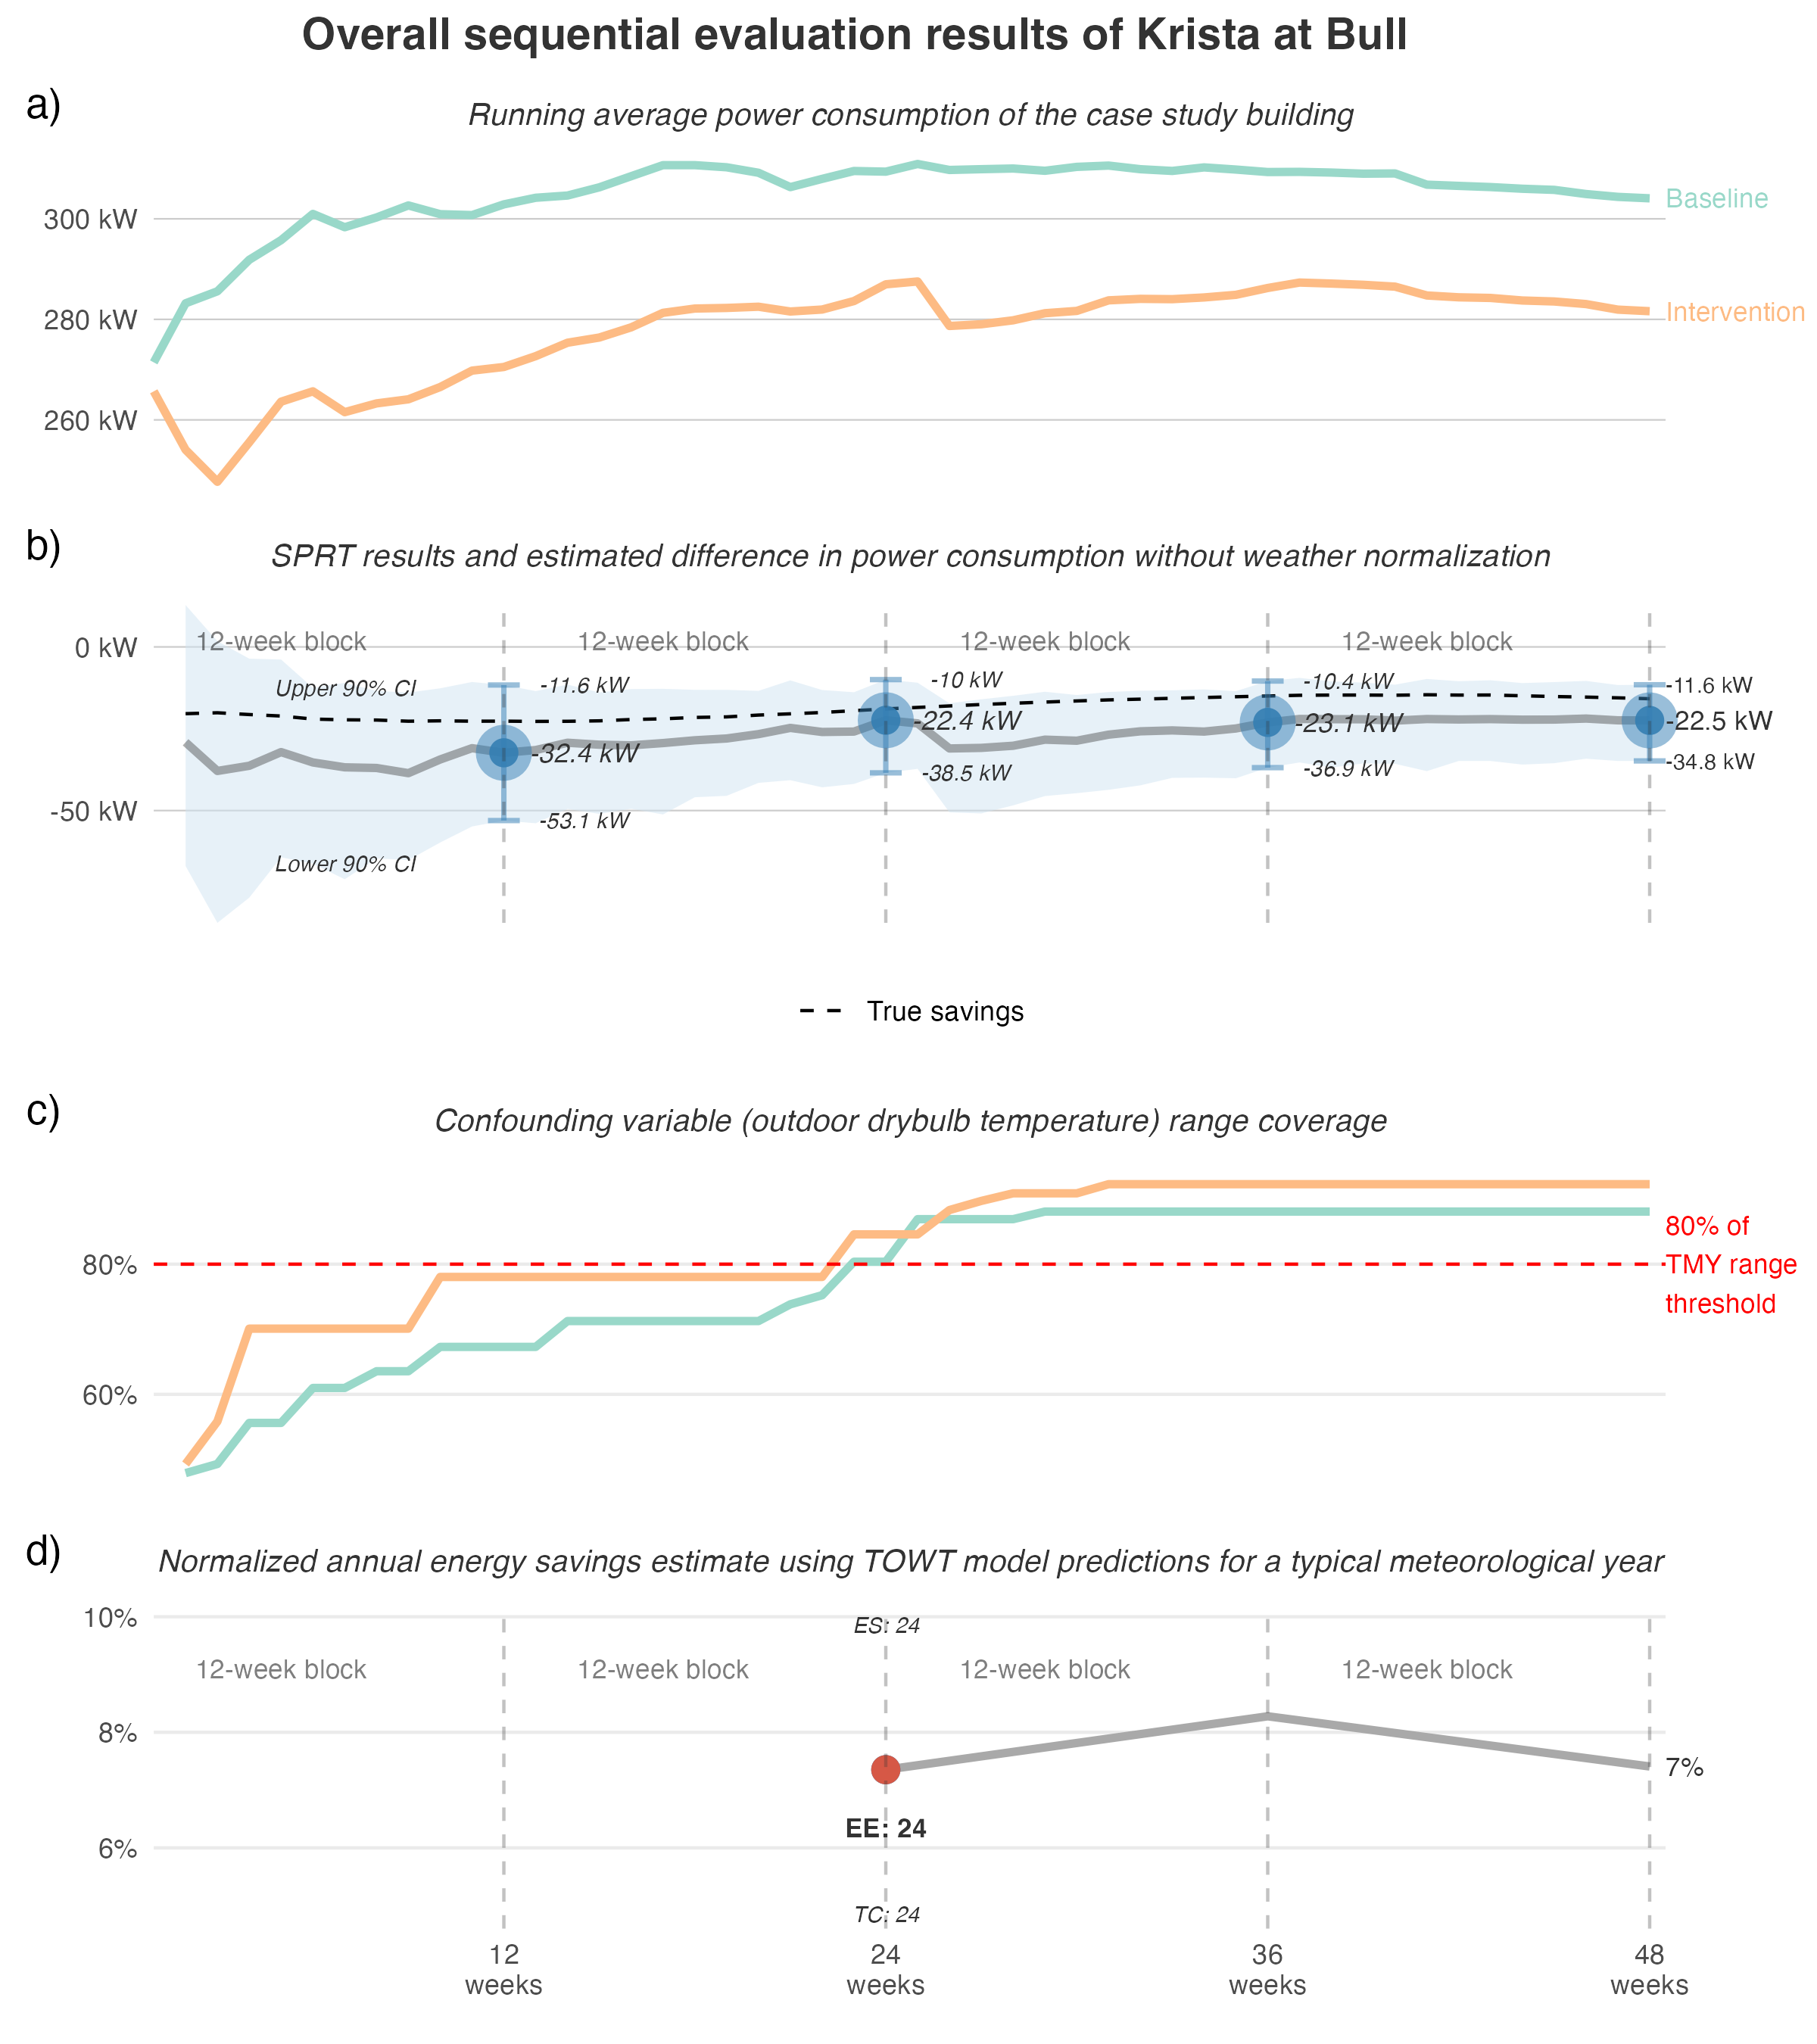 Overall sequential evaluation results of Krista at Bull
a)
Running average power consumption of the case study building
300 kW
280 kW
260 kW
Baseline
Intervention
b)
SPRT results and estimated difference in power consumption without weather normalization
0 kW
-50 kW
12-week block
12-week block
12-week block
12-week block
Upper 90% CI
Lower 90% CI
-11.6 kW
-32.4 kW
-53.1 kW
-10 kW
-22.4 kW
-38.5 kW
-10.4 kW
-23.1 kW
-36.9 kW
-11.6 kW
-22.5 kW
-34.8 kW
True savings
c)
Confounding variable (outdoor drybulb temperature) range coverage
80%
60%
80% of
TMY range
threshold
d)
Normalized annual energy savings estimate using TOWT model predictions for a typical meteorological year
10%
8%
6%
ES: 24
12-week block
12-week block
12-week block
12-week block
7%
EE: 24
TC: 24
12
weeks
24
weeks
36
weeks
48
weeks